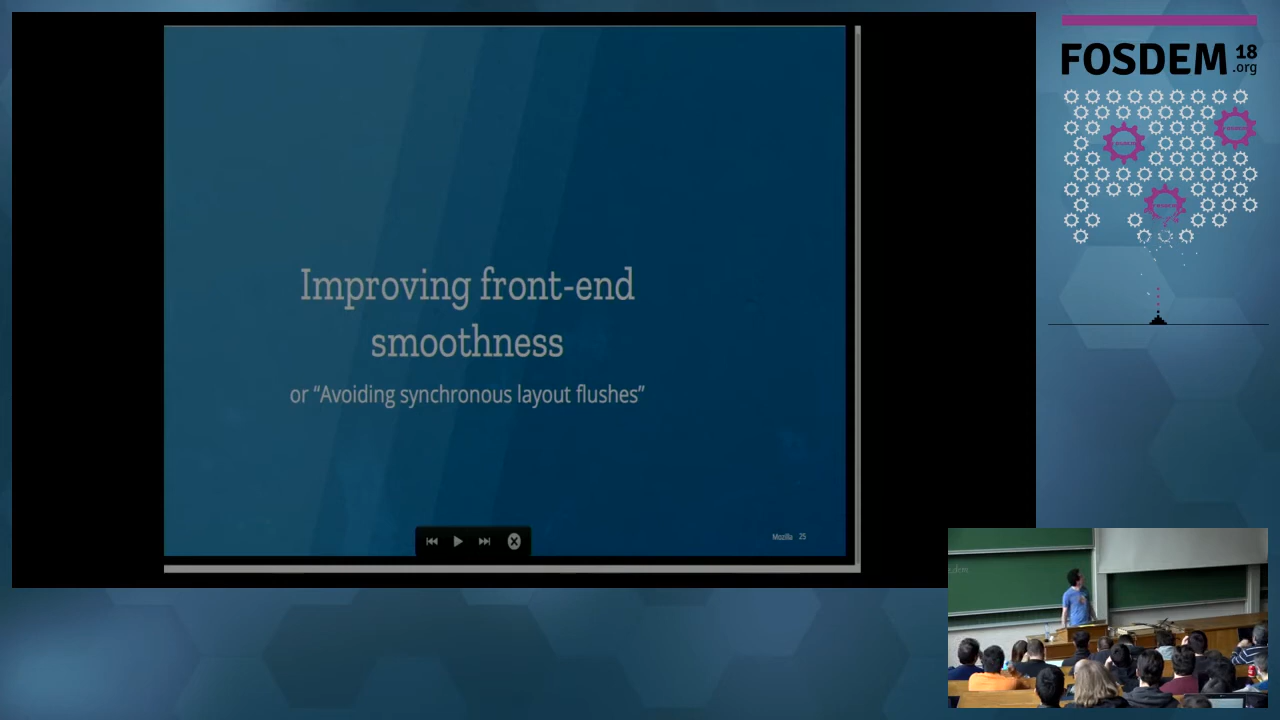 Improving front-end
smoothness
or “Avoiding synchronous layout flushes”
Mozilla 25
FOSDEM 18
.org